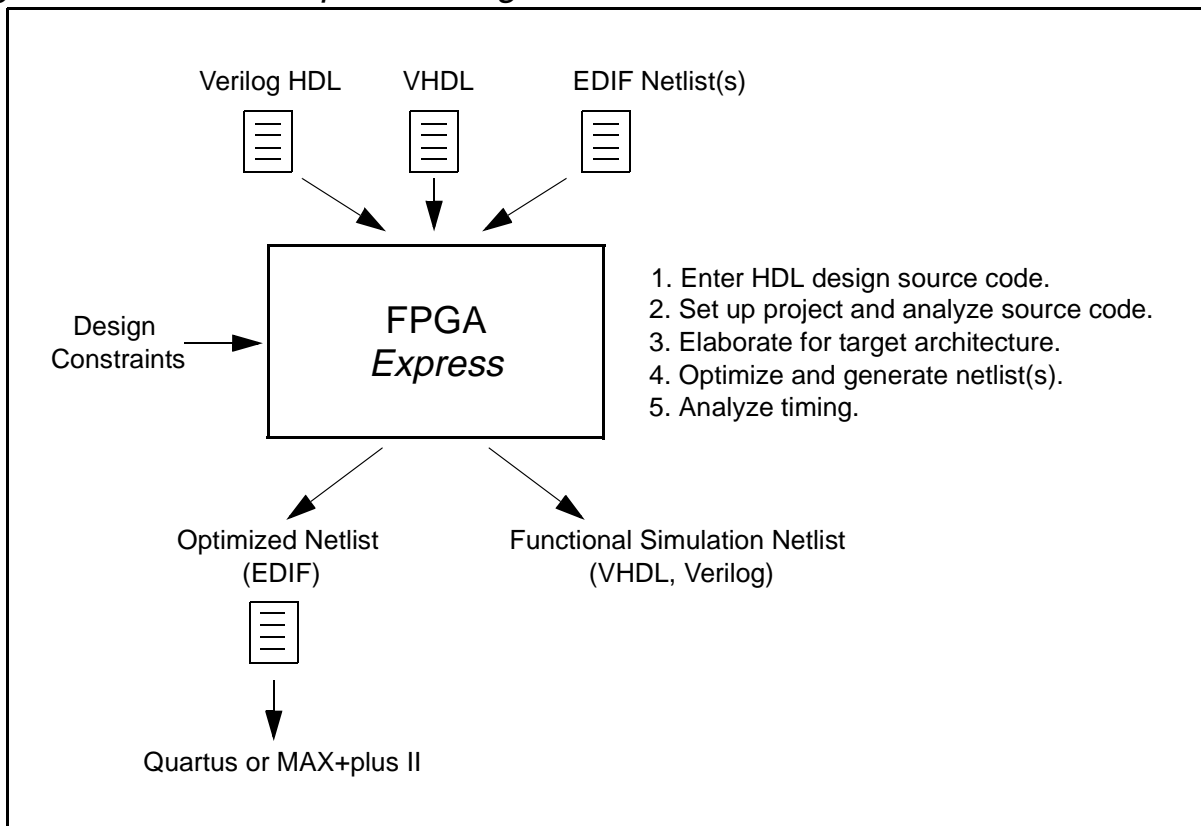 Verilog HDL
VHDL
EDIF Netlist(s)
Design
Constraints
FPGA
Express
1. Enter HDL design source code.
2. Set up project and analyze source code.
3. Elaborate for target architecture.
4. Optimize and generate netlist(s).
5. Analyze timing.
Optimized Netlist
(EDIF)
Functional Simulation Netlist
(VHDL, Verilog)
Quartus or MAX+plus II